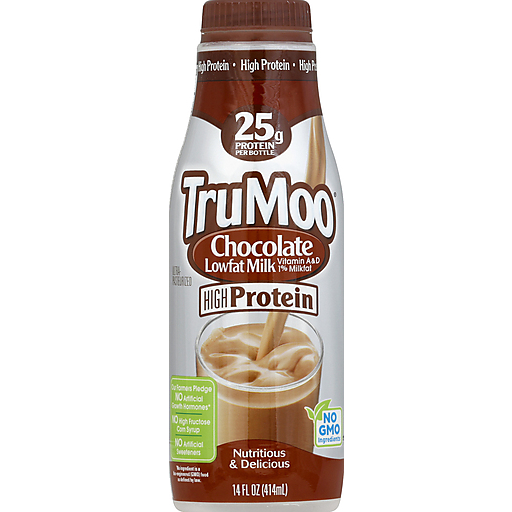 High Protein • High Protein • High Pro
25g
PROTEIN
PER BOTTLE
TruMoo®
Chocolate
Lowfat Milk Vitamin A & D
1% Milkfat
ULTRA-
PASTEURIZED
HIGH Protein
Our Farmers Pledge
NO Artificial
Growth Hormones*
NO High Fructose
Corn Syrup
NO Artificial
Sweeteners
NO
GMO
Ingredients
Nutritious
& Delicious
14 FL OZ (414mL)